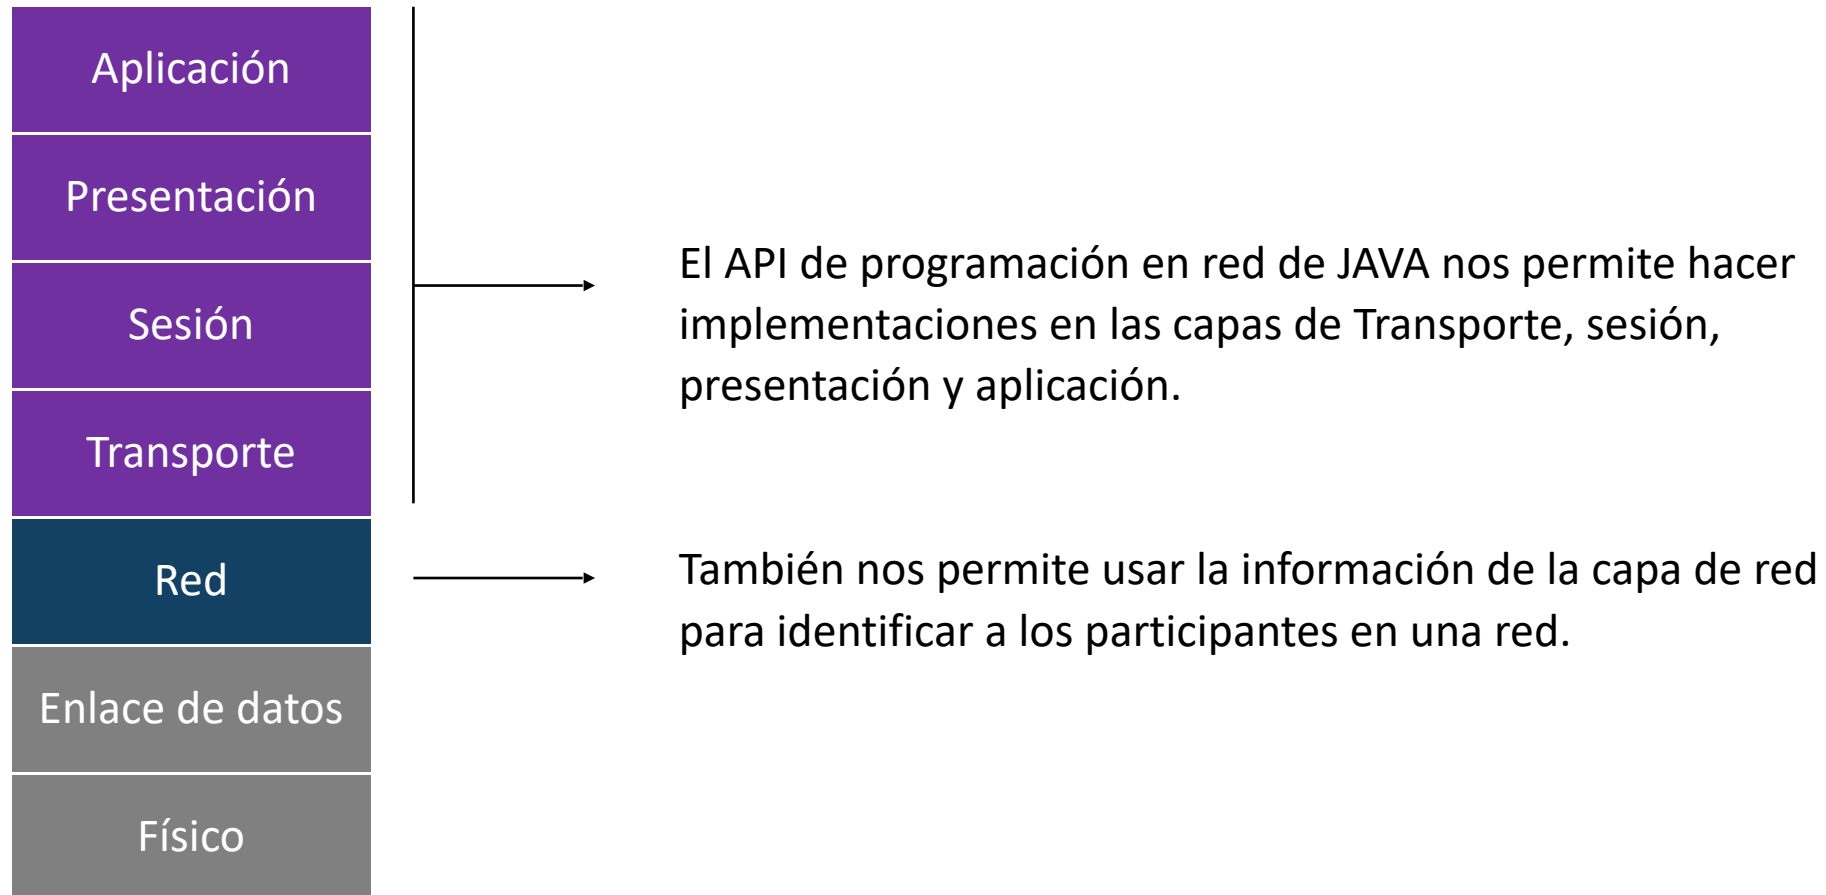 Aplicación
Presentación
Sesión
Transporte
Red
Enlace de datos
Físico
El API de programación en red de JAVA nos permite hacer
implementaciones en las capas de Transporte, sesión,
presentación y aplicación.
También nos permite usar la información de la capa de red
para identificar a los participantes en una red.